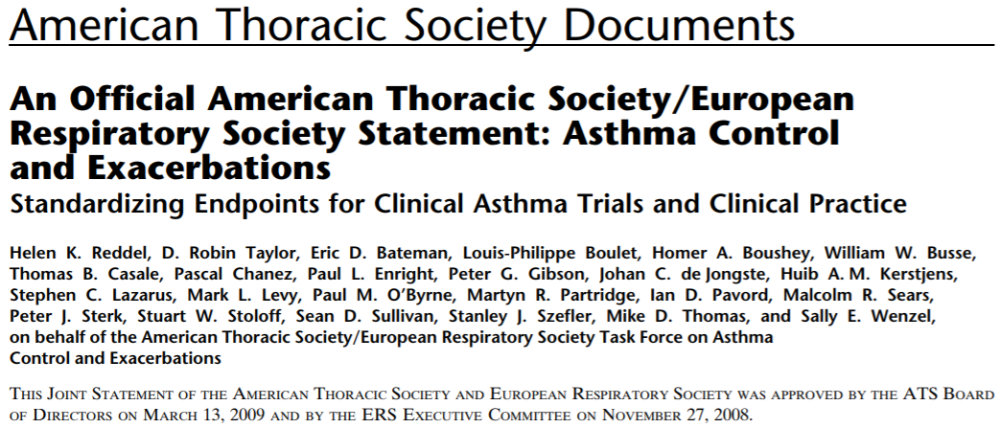 American Thoracic Society Documents
An Official American Thoracic Society/European
Respiratory Society Statement: Asthma Control
and Exacerbations
Standardizing Endpoints for Clinical Asthma Trials and Clinical Practice
Helen K. Reddel, D. Robin Taylor, Eric D. Bateman, Louis-Philippe Boulet, Homer A. Boushey, William W. Busse,
Thomas B. Casale, Pascal Chanez, Paul L. Enright, Peter G. Gibson, Johan C. de Jongste, Huib A. M. Kerstjens,
Stephen C. Lazarus, Mark L. Levy, Paul M. O'Byrne, Martyn R. Partridge, Ian D. Pavord, Malcolm R. Sears,
Peter J. Sterk, Stuart W. Stoloff, Sean D. Sullivan, Stanley J. Szefler, Mike D. Thomas, and Sally E. Wenzel,
on behalf of the American Thoracic Society/European Respiratory Society Task Force on Asthma
Control and Exacerbations
THIS JOINT STATEMENT OF THE AMERICAN THORACIC SOCIETY AND EUROPEAN RESPIRATORY SOCIETY WAS APPROVED BY THE ATS BOARD
OF DIRECTORS ON MARCH 13, 2009 AND BY THE ERS EXECUTIVE COMMITTEE ON NOVEMBER 27, 2008.